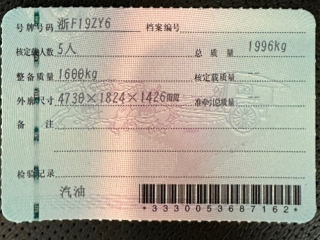 号牌号码 浙F19ZY6 档案编号
核定载人数 5人 总质量 1996kg
整备质量 1600kg 核定载质量
外廓尺寸 4730×1824×1426mm 准牵引总质量
备注
检验记录
汽油
*3330053687162*